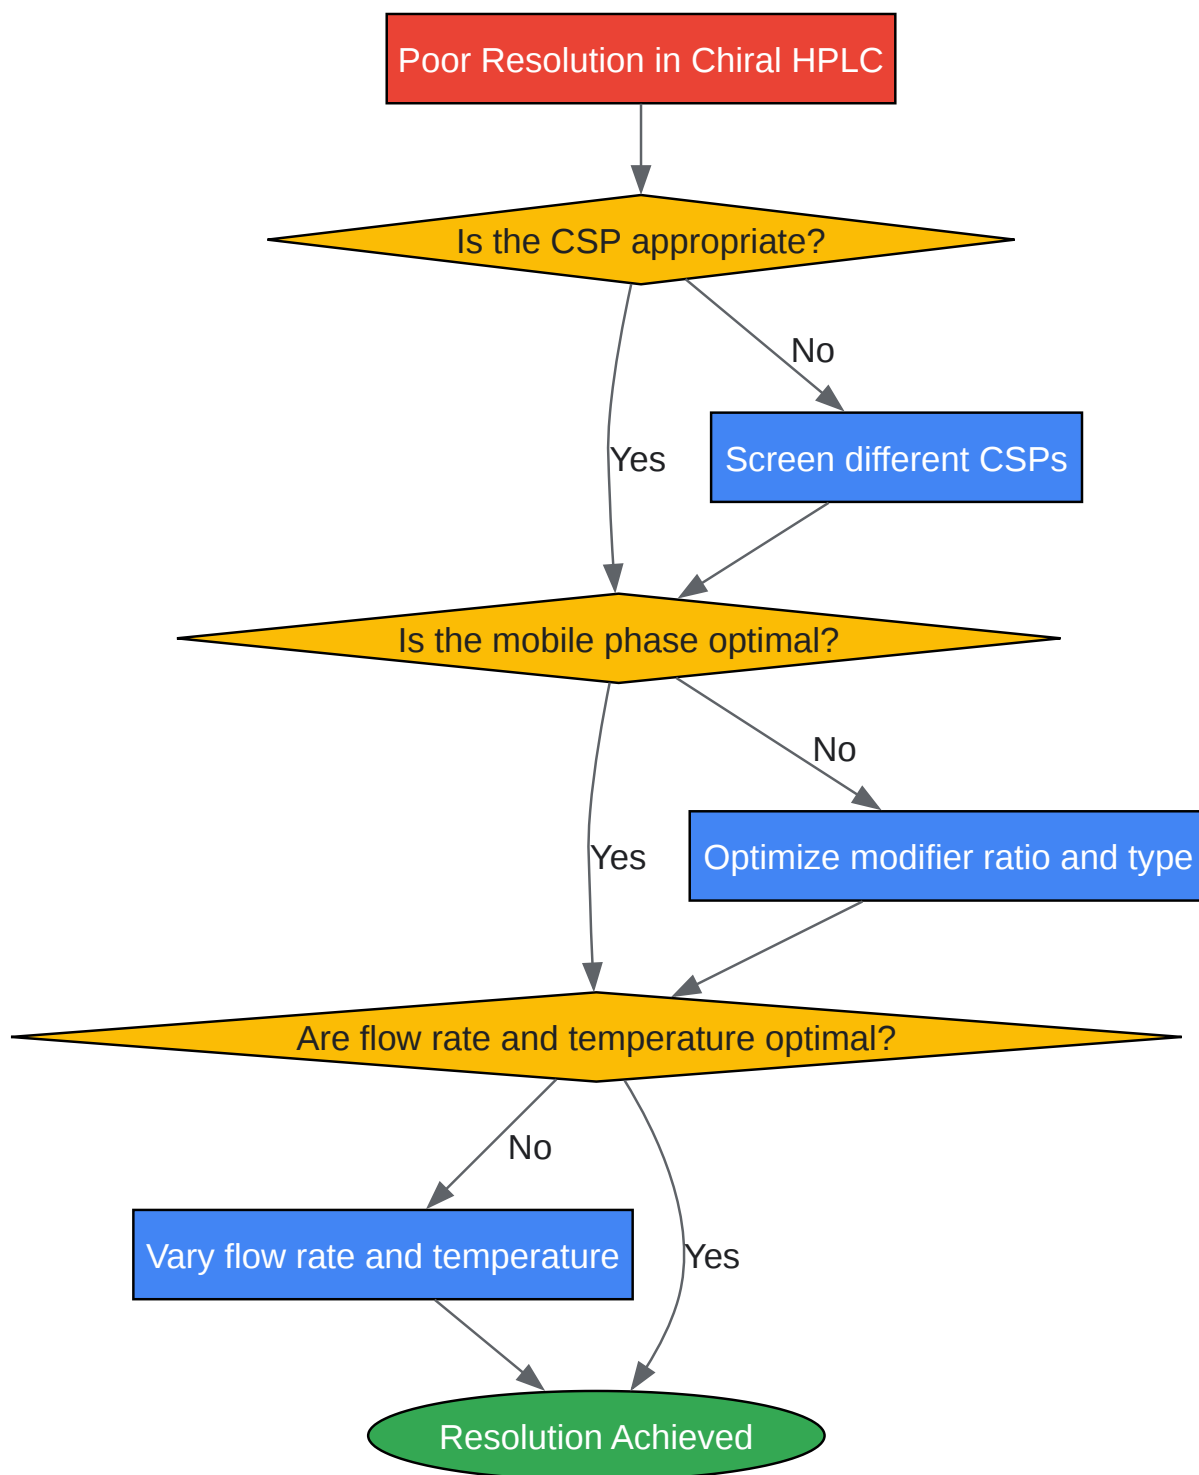 Poor Resolution in Chiral HPLC
Is the CSP appropriate?
No
Yes
Screen different CSPs
Is the mobile phase optimal?
No
Yes
Optimize modifier ratio and type
Are flow rate and temperature optimal?
No
Vary flow rate and temperature
Yes
Resolution Achieved